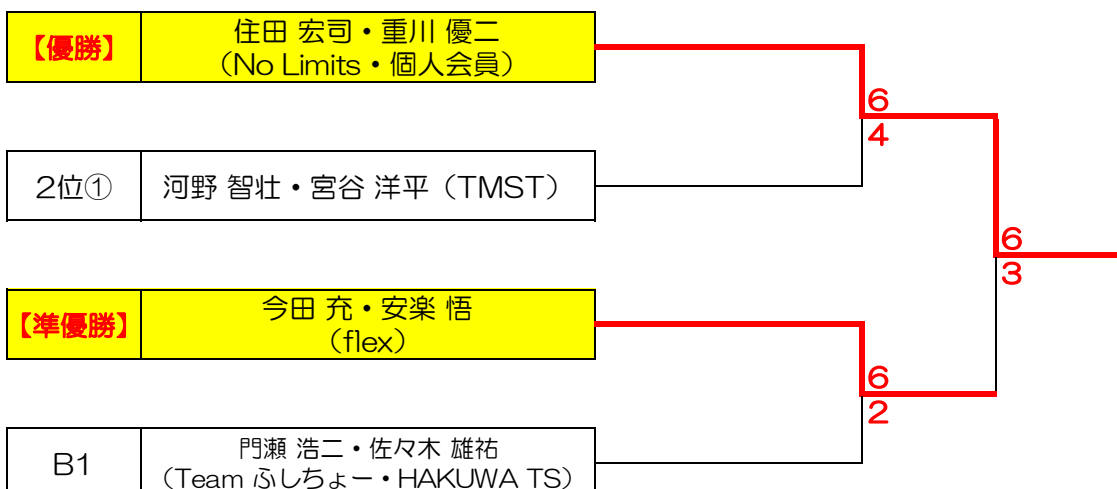 【優勝】
住田 宏司・重川 優二
（No Limits・個人会員）
6
4
2位①
河野 智壮・宮谷 洋平（TMST）
6
3
【準優勝】
今田 充・安楽 悟
（flex）
6
2
B1
門瀬 浩二・佐々木 雄祐
（Team ふしちょー・HAKUWA TS）